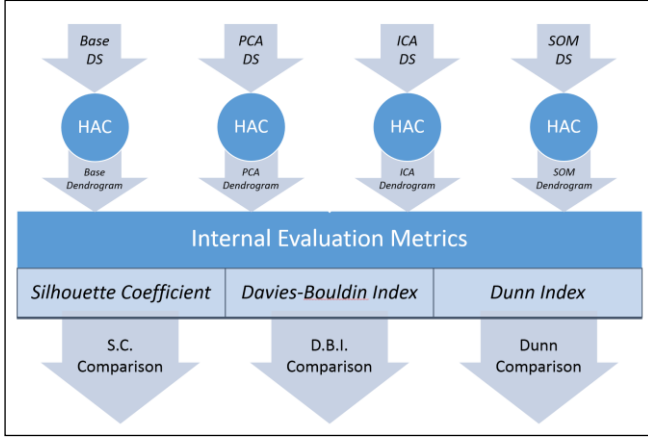 Base
DS
PCA
DS
ICA
DS
SOM
DS
HAC
HAC
HAC
HAC
Base
Dendrogram
PCA
Dendrogram
ICA
Dendrogram
SOM
Dendrogram
Internal Evaluation Metrics
Silhouette Coefficient
Davies-Bouldin Index
Dunn Index
S.C.
Comparison
D.B.I.
Comparison
Dunn
Comparison